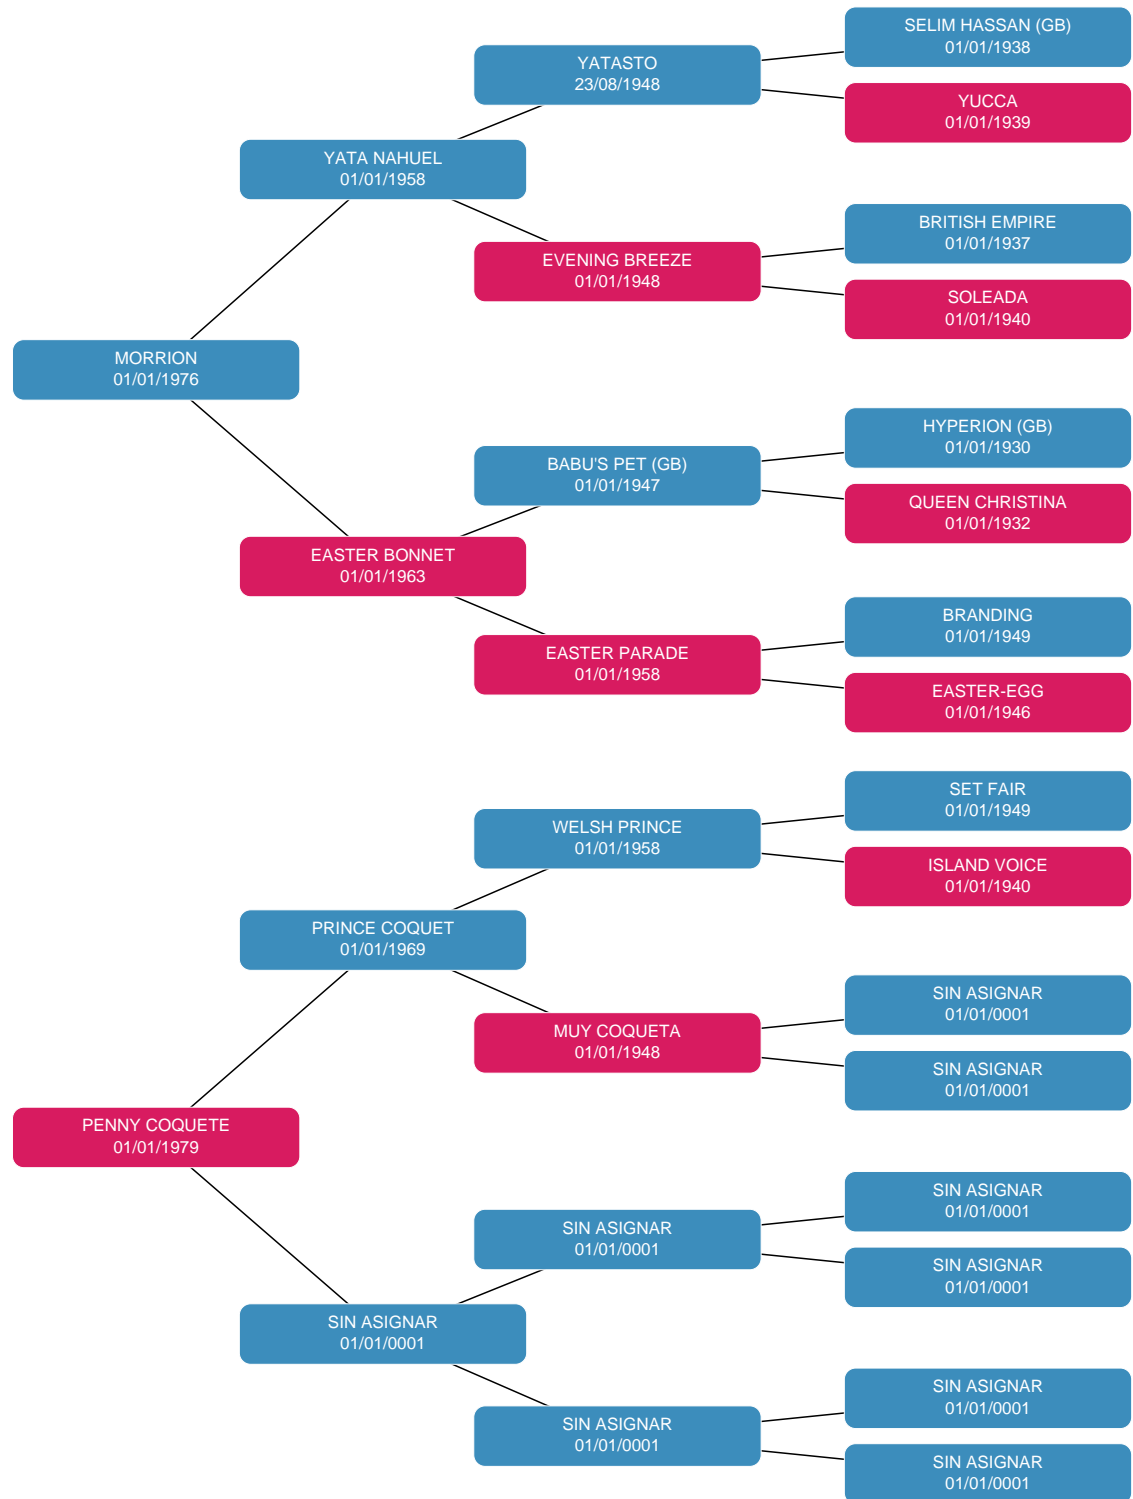 SELIM HASSAN (GB)
01/01/1938
YATASTO
23/08/1948
YUCCA
01/01/1939
YATA NAHUEL
01/01/1958
BRITISH EMPIRE
01/01/1937
EVENING BREEZE
01/01/1948
SOLEADA
01/01/1940
MORRION
01/01/1976
HYPERION (GB)
01/01/1930
BABU'S PET (GB)
01/01/1947
QUEEN CHRISTINA
01/01/1932
EASTER BONNET
01/01/1963
BRANDING
01/01/1949
EASTER PARADE
01/01/1958
EASTER-EGG
01/01/1946
SET FAIR
01/01/1949
WELSH PRINCE
01/01/1958
ISLAND VOICE
01/01/1940
PRINCE COQUET
01/01/1969
SIN ASIGNAR
01/01/0001
MUY COQUETA
01/01/1948
SIN ASIGNAR
01/01/0001
PENNY COQUETE
01/01/1979
SIN ASIGNAR
01/01/0001
SIN ASIGNAR
01/01/0001
SIN ASIGNAR
01/01/0001
SIN ASIGNAR
01/01/0001
SIN ASIGNAR
01/01/0001
SIN ASIGNAR
01/01/0001
SIN ASIGNAR
01/01/0001